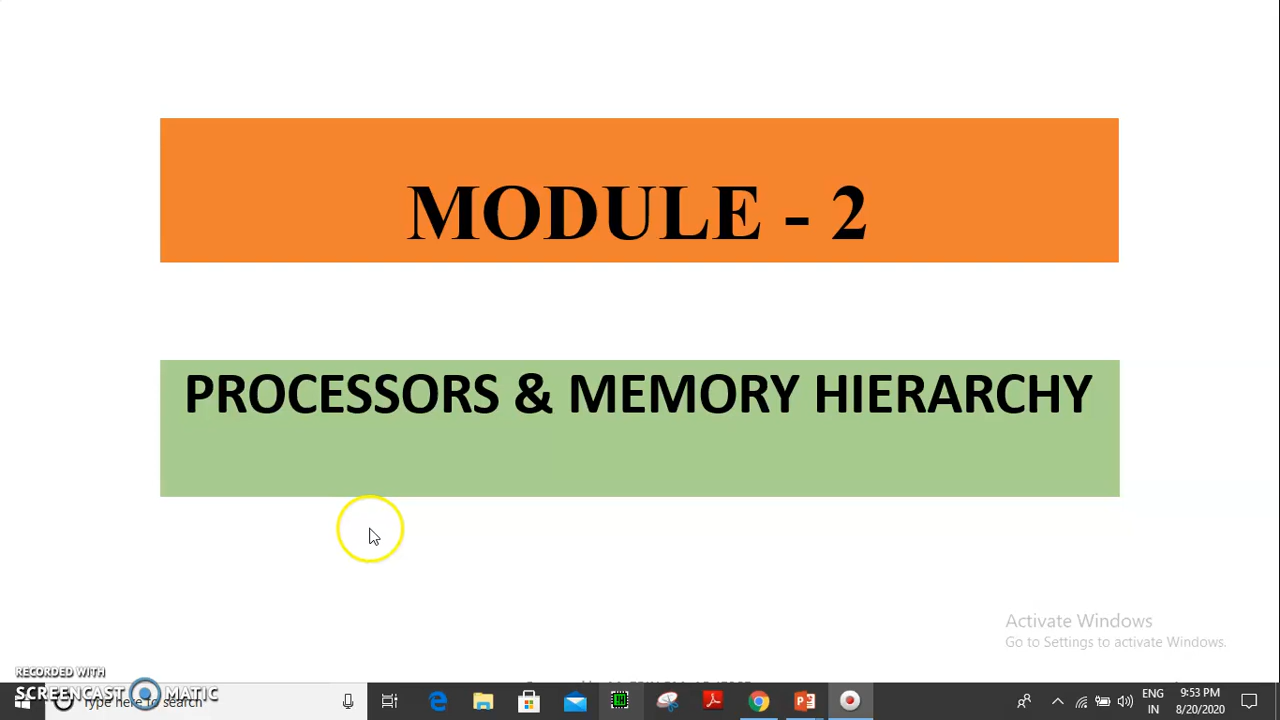 MODULE - 2
PROCESSORS & MEMORY HIERARCHY
Activate Windows
Go to Settings to activate Windows.
RECORDED WITH
SCREENCAST MATIC
Type here to search
ENG
IN
9:53 PM
8/20/2020